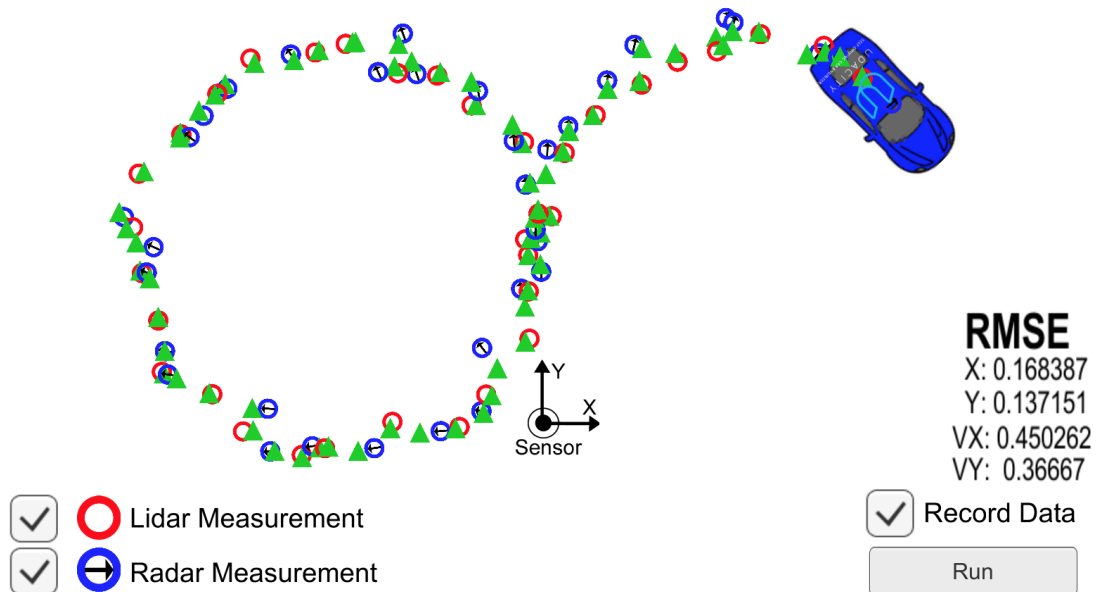 UDACITY
Y
X
Sensor
RMSE
X: 0.168387
Y: 0.137151
VX: 0.450262
VY: 0.36667
Lidar Measurement
Record Data
Radar Measurement
Run